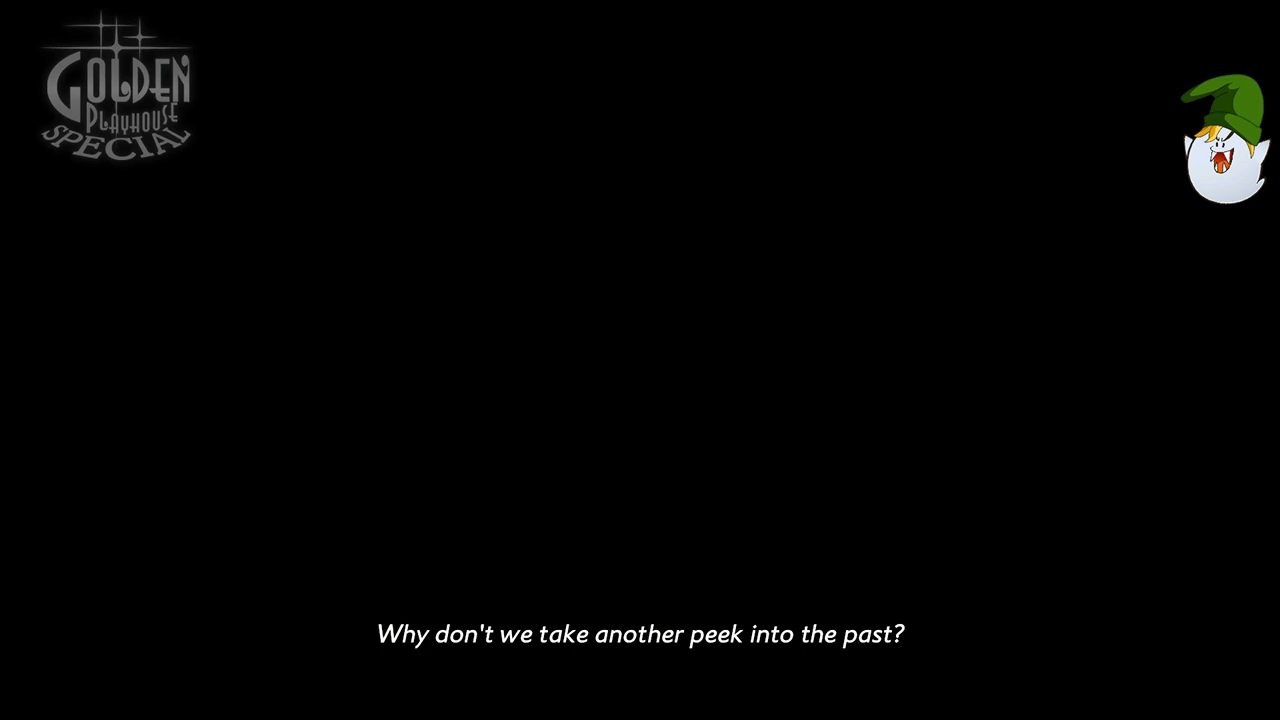 GOLDEN
PLAYHOUSE
SPECIAL
Why don't we take another peek into the past?